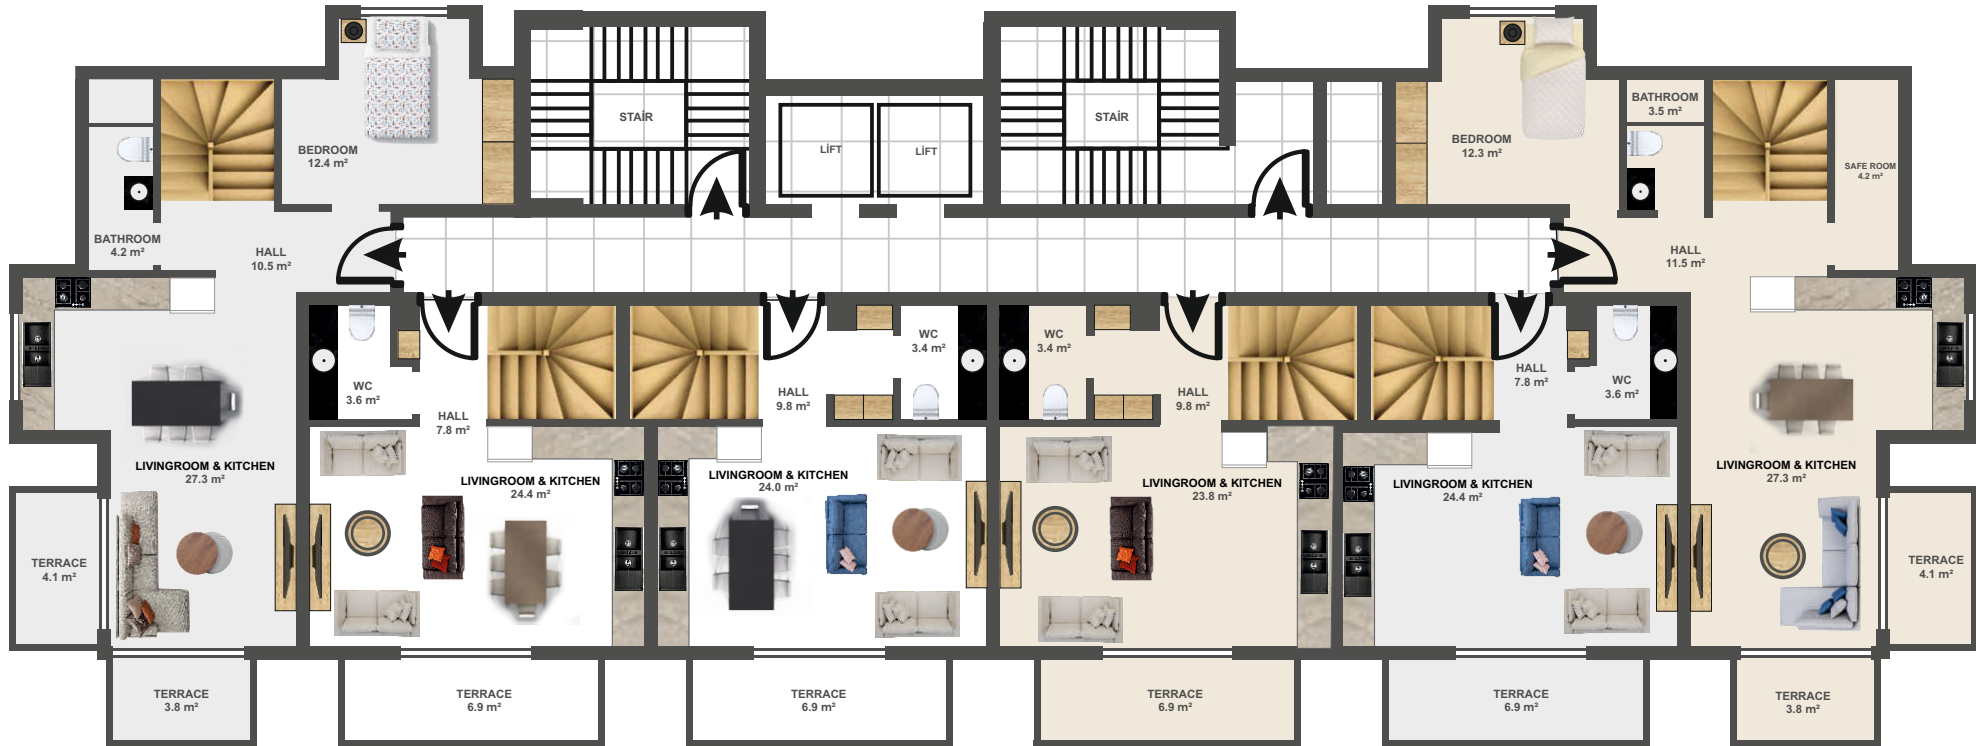 STAİR
LİFT
LİFT
STAİR
BEDROOM
12.4 m²
BATHROOM
4.2 m²
HALL
10.5 m²
BEDROOM
12.3 m²
BATHROOM
3.5 m²
SAFE ROOM
4.2 m²
HALL
11.5 m²
WC
3.6 m²
HALL
7.8 m²
HALL
9.8 m²
WC
3.4 m²
WC
3.4 m²
HALL
9.8 m²
HALL
7.8 m²
WC
3.6 m²
LIVINGROOM & KITCHEN
27.3 m²
LIVINGROOM & KITCHEN
24.4 m²
LIVINGROOM & KITCHEN
24.0 m²
LIVINGROOM & KITCHEN
23.8 m²
LIVINGROOM & KITCHEN
24.4 m²
LIVINGROOM & KITCHEN
27.3 m²
TERRACE
4.1 m²
TERRACE
4.1 m²
TERRACE
3.8 m²
TERRACE
6.9 m²
TERRACE
6.9 m²
TERRACE
6.9 m²
TERRACE
6.9 m²
TERRACE
3.8 m²